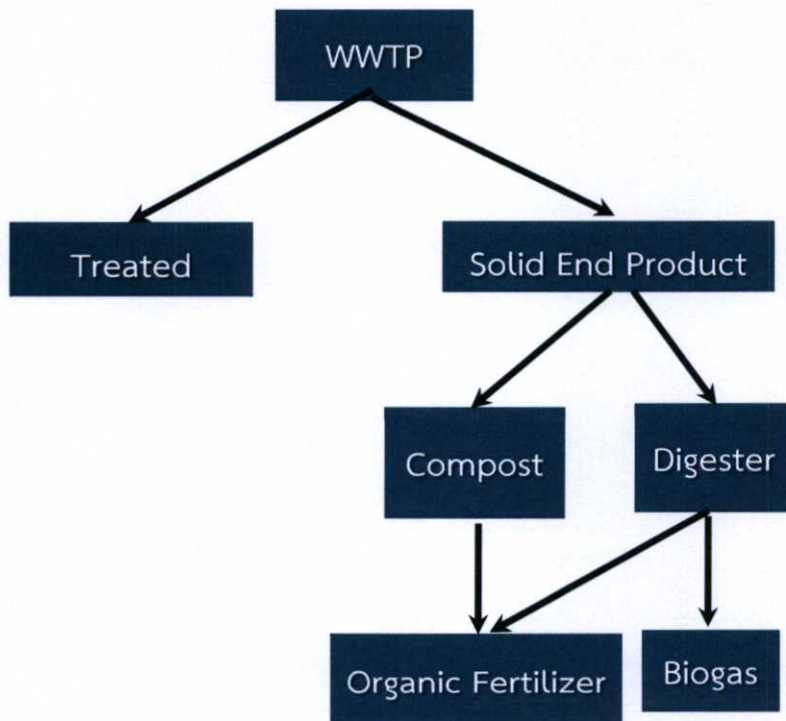 WWTP
Treated
Solid End Product
Compost
Digester
Organic Fertilizer
Biogas